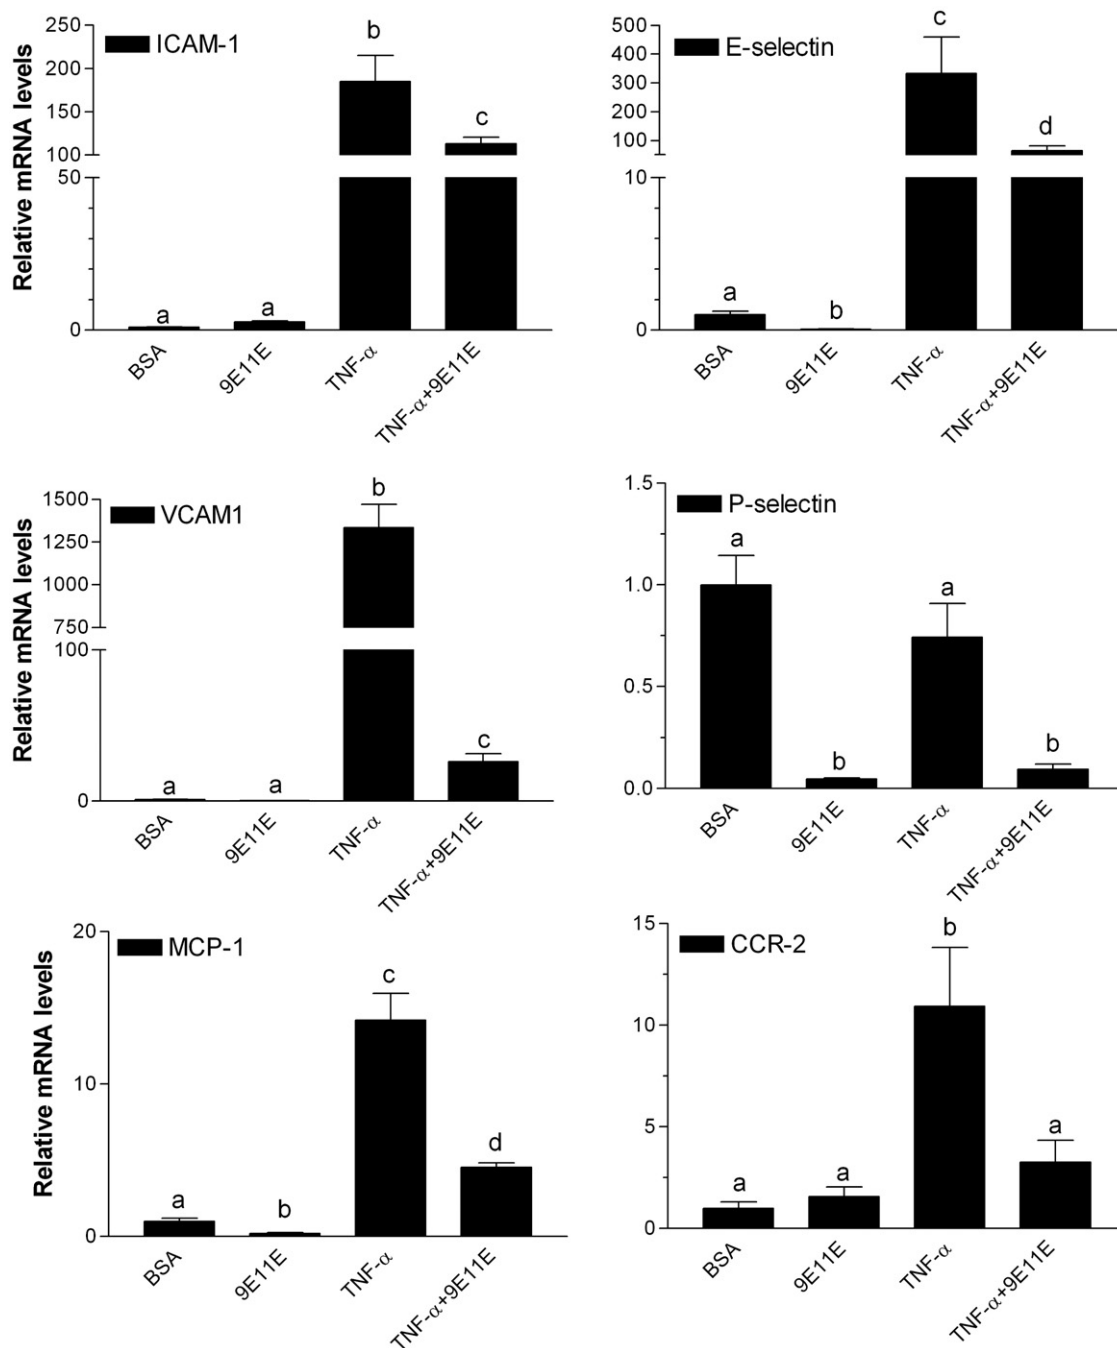 ICAM-1
Relative mRNA levels
250
200
150
100
50
0
a
a
b
c
BSA
9E11E
TNF-α
TNF-α+9E11E
E-selectin
500
400
300
200
100
10
0
a
b
c
d
BSA
9E11E
TNF-α
TNF-α+9E11E
VCAM1
Relative mRNA levels
1500
1250
1000
750
100
0
a
a
b
c
BSA
9E11E
TNF-α
TNF-α+9E11E
P-selectin
1.5
1.0
0.5
0.0
a
b
a
b
BSA
9E11E
TNF-α
TNF-α+9E11E
MCP-1
Relative mRNA levels
20
10
0
a
b
c
d
BSA
9E11E
TNF-α
TNF-α+9E11E
CCR-2
15
10
5
0
a
a
b
a
BSA
9E11E
TNF-α
TNF-α+9E11E